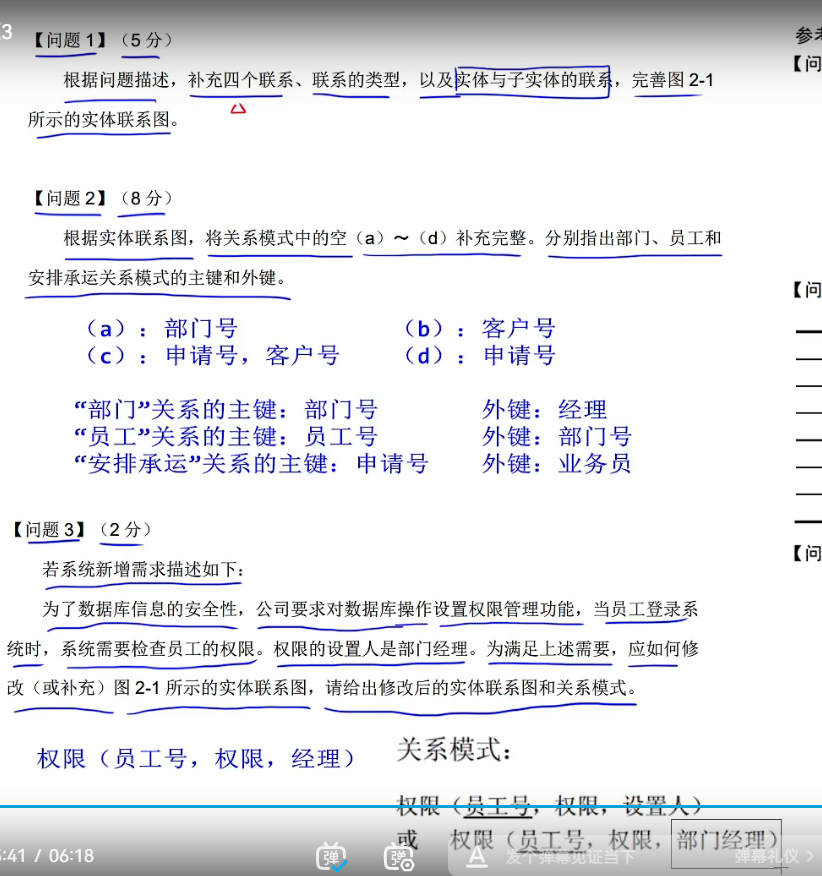 3
【问题 1】（5 分）
参考
【问
根据问题描述，补充四个联系、联系的类型，以及实体与子实体的联系，完善图 2-1
所示的实体联系图。
【问题 2】（8 分）
根据实体联系图，将关系模式中的空（a）～（d）补充完整。分别指出部门、员工和
安排承运关系模式的主键和外键。
【问
（a）：部门号 （b）：客户号
（c）：申请号，客户号 （d）：申请号
“部门”关系的主键：部门号 外键：经理
“员工”关系的主键：员工号 外键：部门号
“安排承运”关系的主键：申请号 外键：业务员
【问题 3】（2 分）
【问
若系统新增需求描述如下：
为了数据库信息的安全性，公司要求对数据库操作设置权限管理功能，当员工登录系
统时，系统需要检查员工的权限。权限的设置人是部门经理。为满足上述需要，应如何修
改（或补充）图 2-1 所示的实体联系图，请给出修改后的实体联系图和关系模式。
权限（员工号，权限，经理） 关系模式：
权限（员工号，权限，设置人）
或 权限（员工号，权限，部门经理）
:41 / 06:18 弹 弹 A 发个弹幕见证当下 弹幕礼仪 >